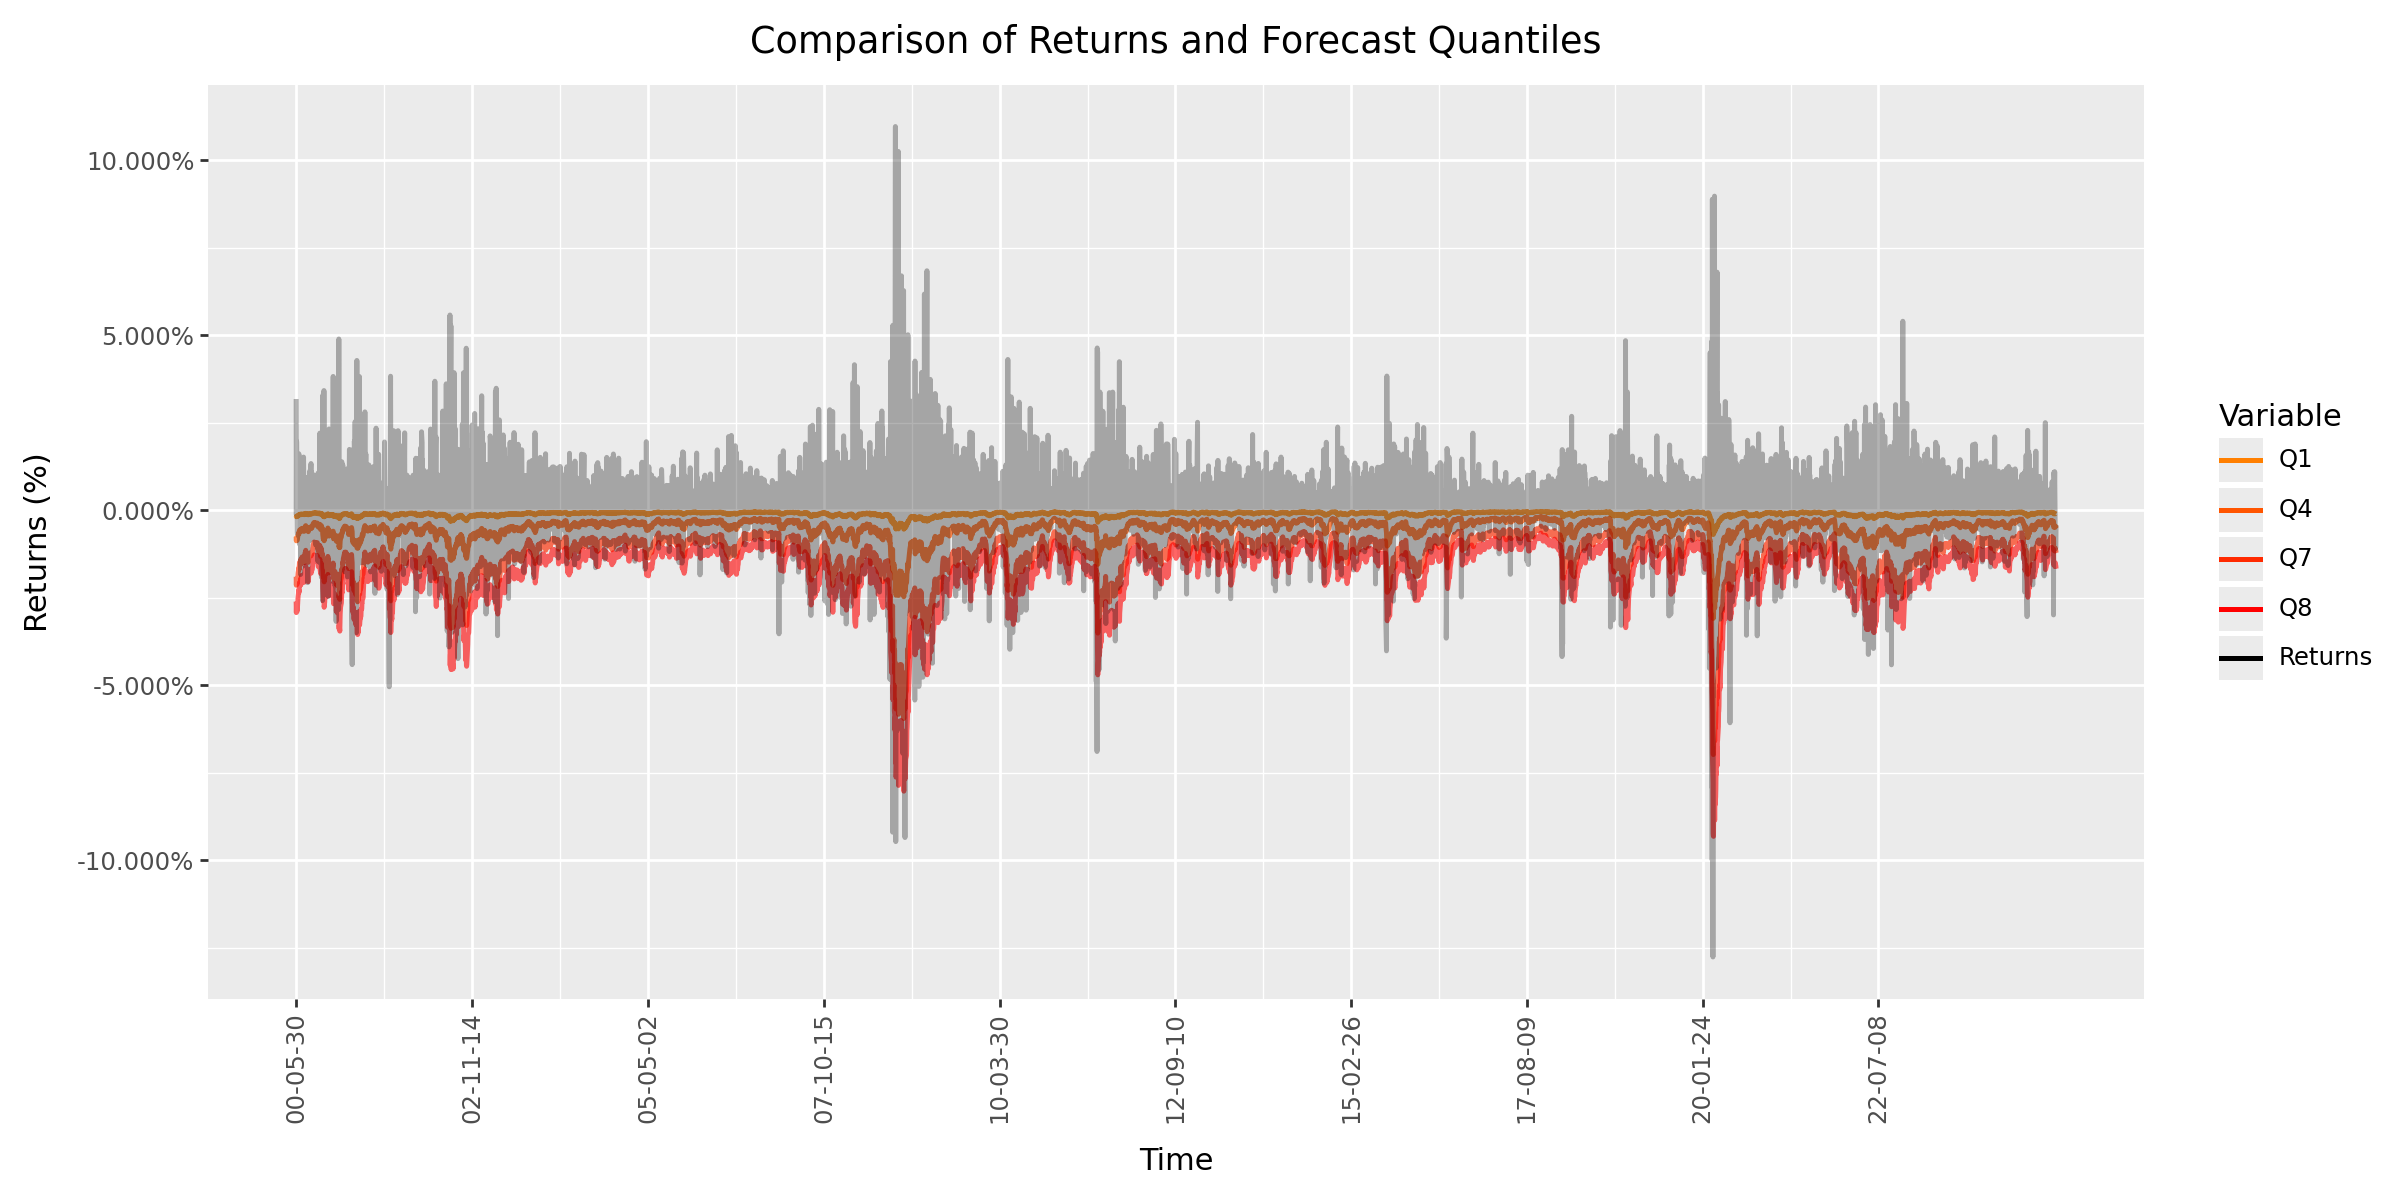 Comparison of Returns and Forecast Quantiles
Returns (%)
10.000%
5.000%
0.000%
-5.000%
-10.000%
00-05-30
02-11-14
05-05-02
07-10-15
10-03-30
12-09-10
15-02-26
17-08-09
20-01-24
22-07-08
Time
Variable
Q1
Q4
Q7
Q8
Returns